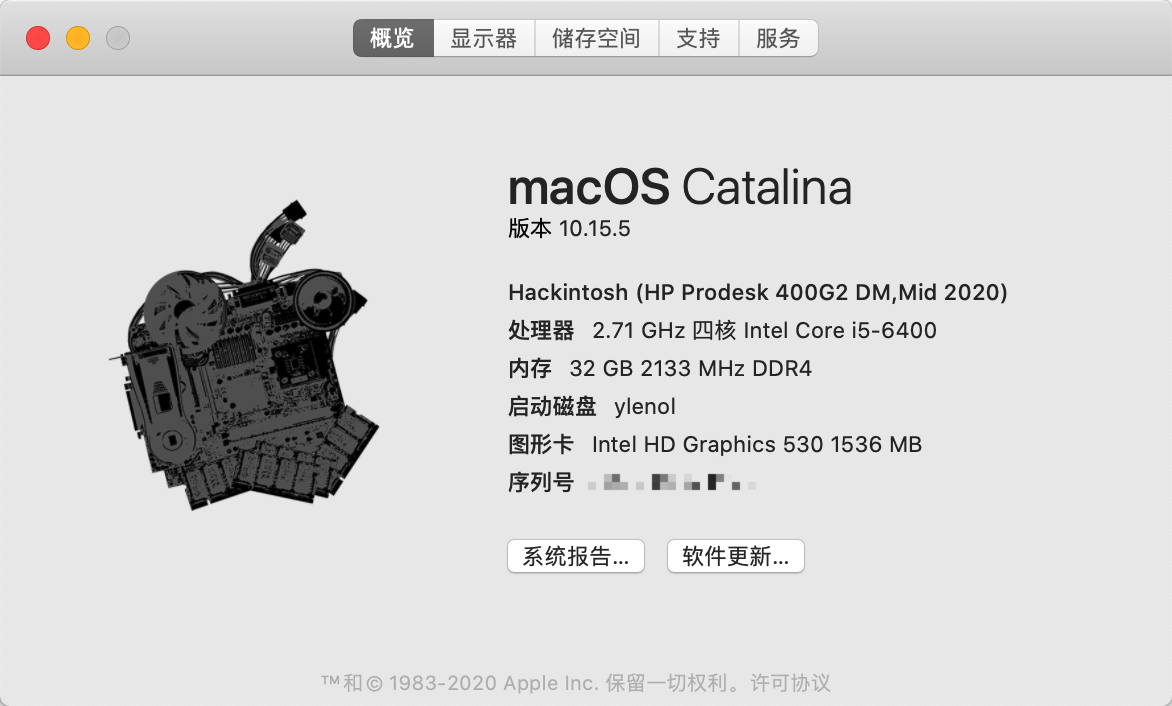 概览 显示器 储存空间 支持 服务
macOS Catalina
版本 10.15.5
Hackintosh (HP Prodesk 400G2 DM,Mid 2020)
处理器 2.71 GHz 四核 Intel Core i5-6400
内存 32 GB 2133 MHz DDR4
启动磁盘 ylenol
图形卡 Intel HD Graphics 530 1536 MB
序列号
系统报告... 软件更新...
™和© 1983-2020 Apple Inc. 保留一切权利。许可协议